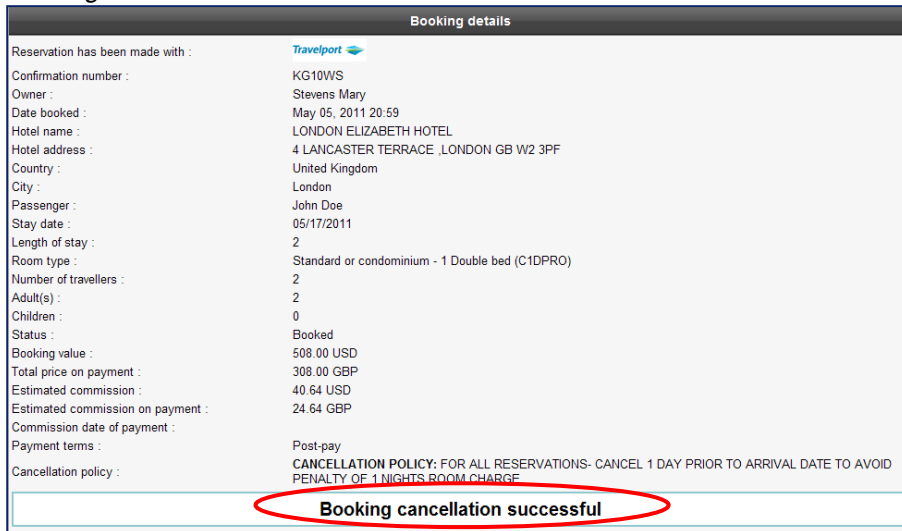 Booking details
Reservation has been made with : Travelport
Confirmation number : KG10WS
Owner : Stevens Mary
Date booked : May 05, 2011 20:59
Hotel name : LONDON ELIZABETH HOTEL
Hotel address : 4 LANCASTER TERRACE ,LONDON GB W2 3PF
Country : United Kingdom
City : London
Passenger : John Doe
Stay date : 05/17/2011
Length of stay : 2
Room type : Standard or condominium - 1 Double bed (C1DPRO)
Number of travellers : 2
Adult(s) : 2
Children : 0
Status : Booked
Booking value : 508.00 USD
Total price on payment : 308.00 GBP
Estimated commission : 40.64 USD
Estimated commission on payment : 24.64 GBP
Commission date of payment :
Payment terms : Post-pay
Cancellation policy : CANCELLATION POLICY: FOR ALL RESERVATIONS- CANCEL 1 DAY PRIOR TO ARRIVAL DATE TO AVOID
PENALTY OF 1 NIGHTS ROOM CHARGE
Booking cancellation successful